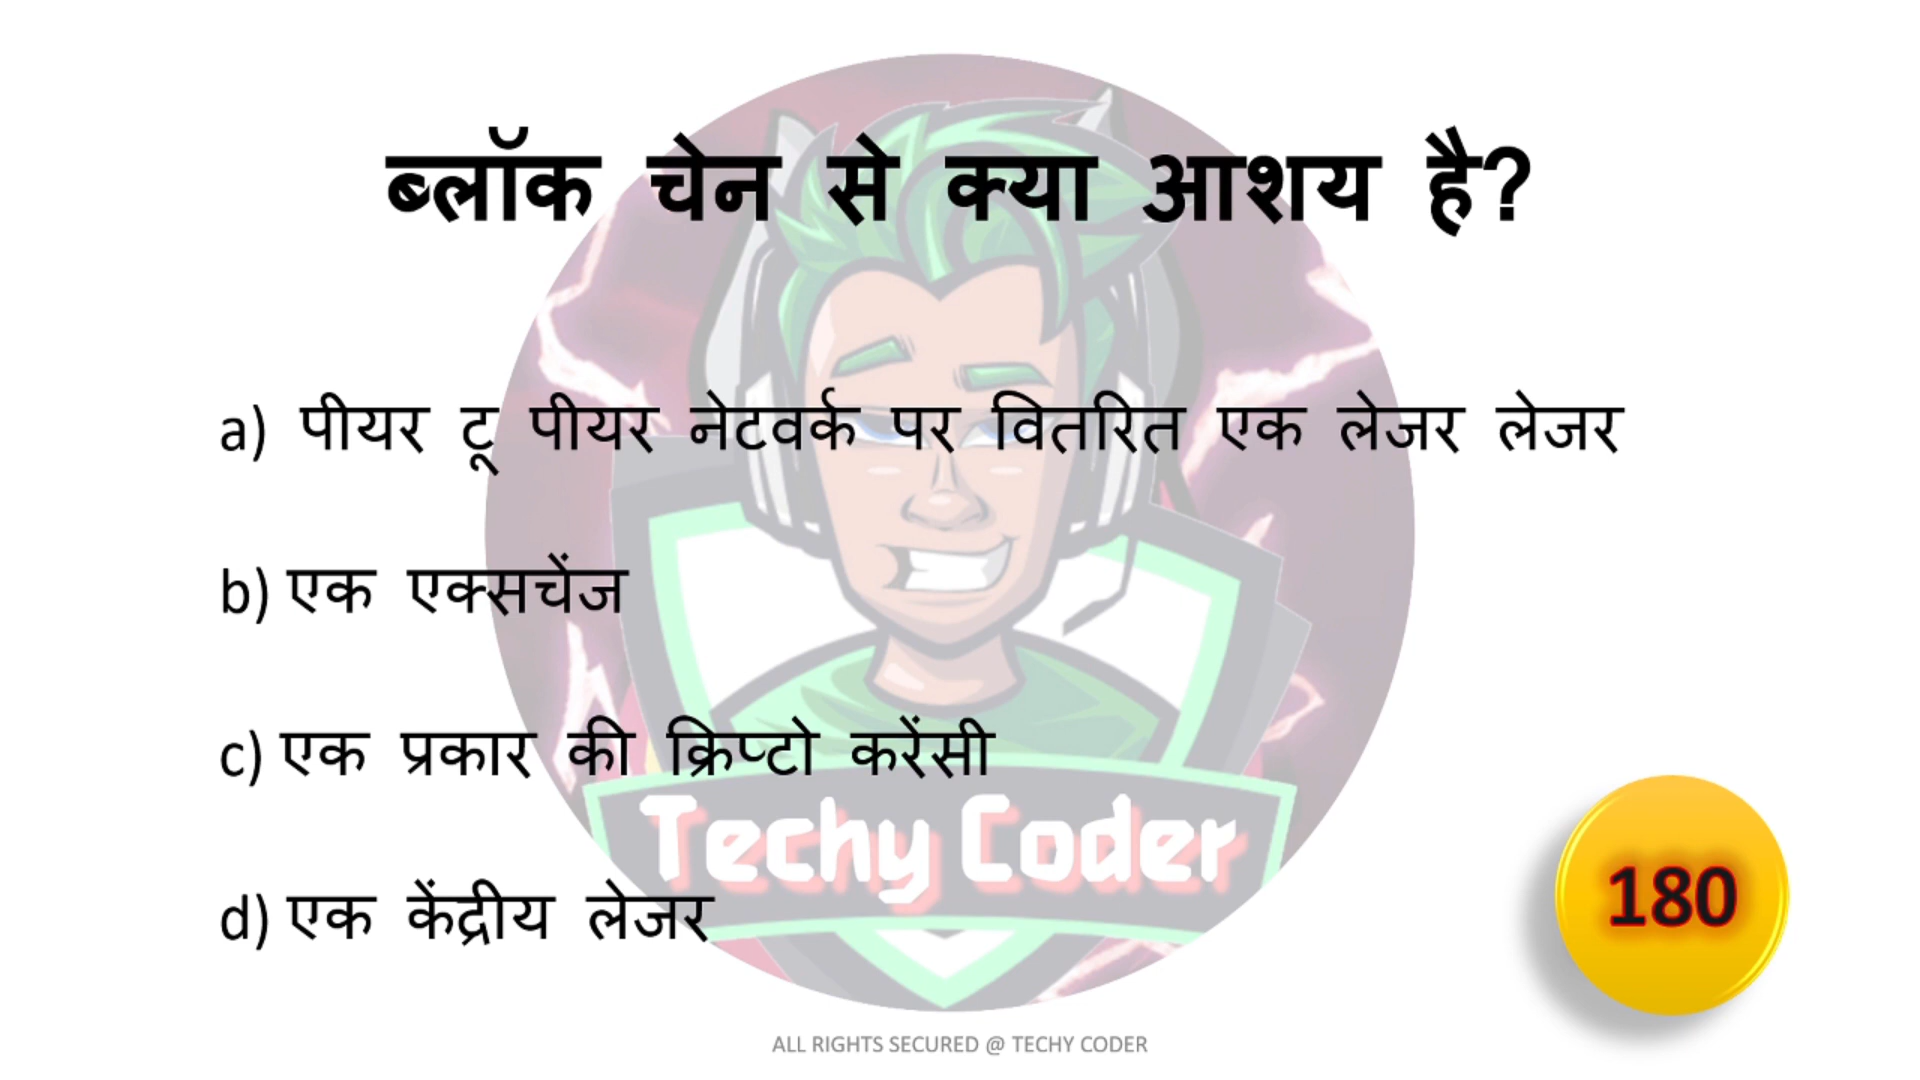 ब्लॉक चेन से क्या आशय है?
a) पीयर टू पीयर नेटवर्क पर वितरित एक लेजर लेजर
b) एक एक्सचेंज
c) एक प्रकार की क्रिप्टो करेंसी
Techy Coder
d) एक केंद्रीय लेजर
180
ALL RIGHTS SECURED @ TECHY CODER